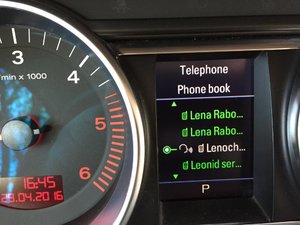 Telephone
Phone book
Lena Rabo...
Lena Rabo...
Lenoch...
Leonid ser...
P
/min x 1000
3
4
5
6
16:45
29.04.2016